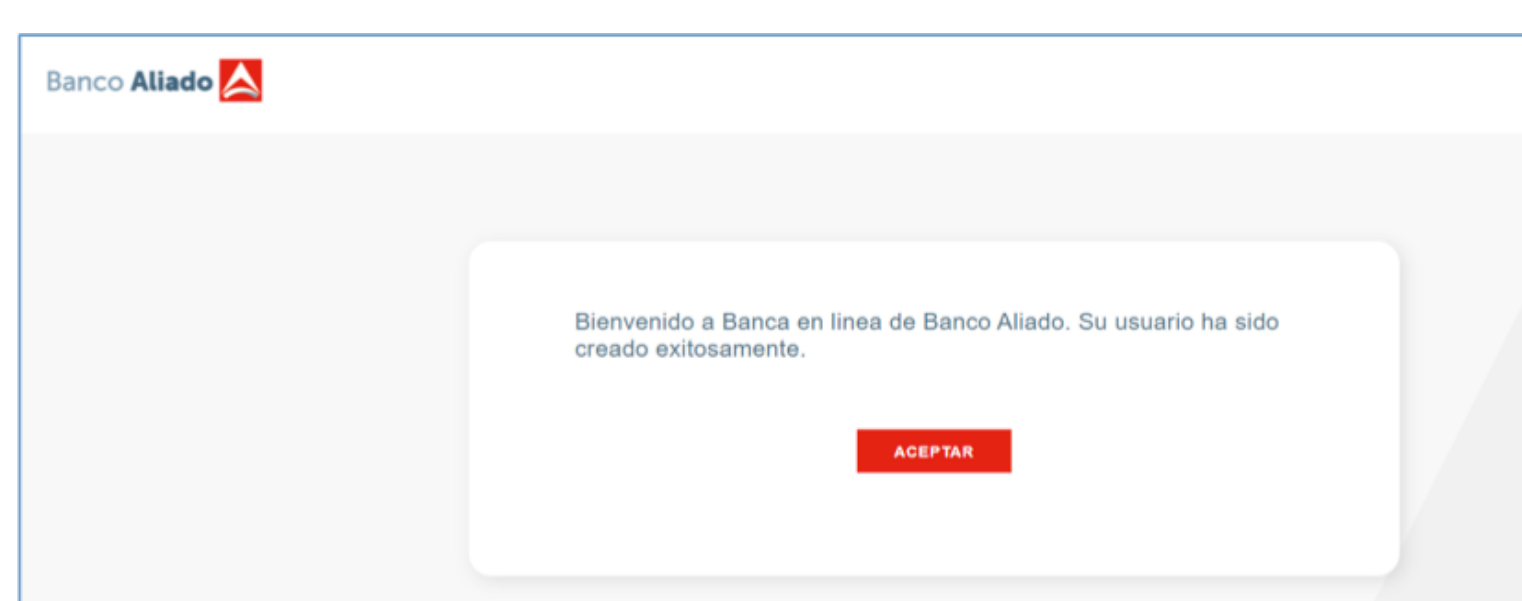 Banco Aliado
Bienvenido a Banca en linea de Banco Aliado. Su usuario ha sido
creado exitosamente.
ACEPTAR